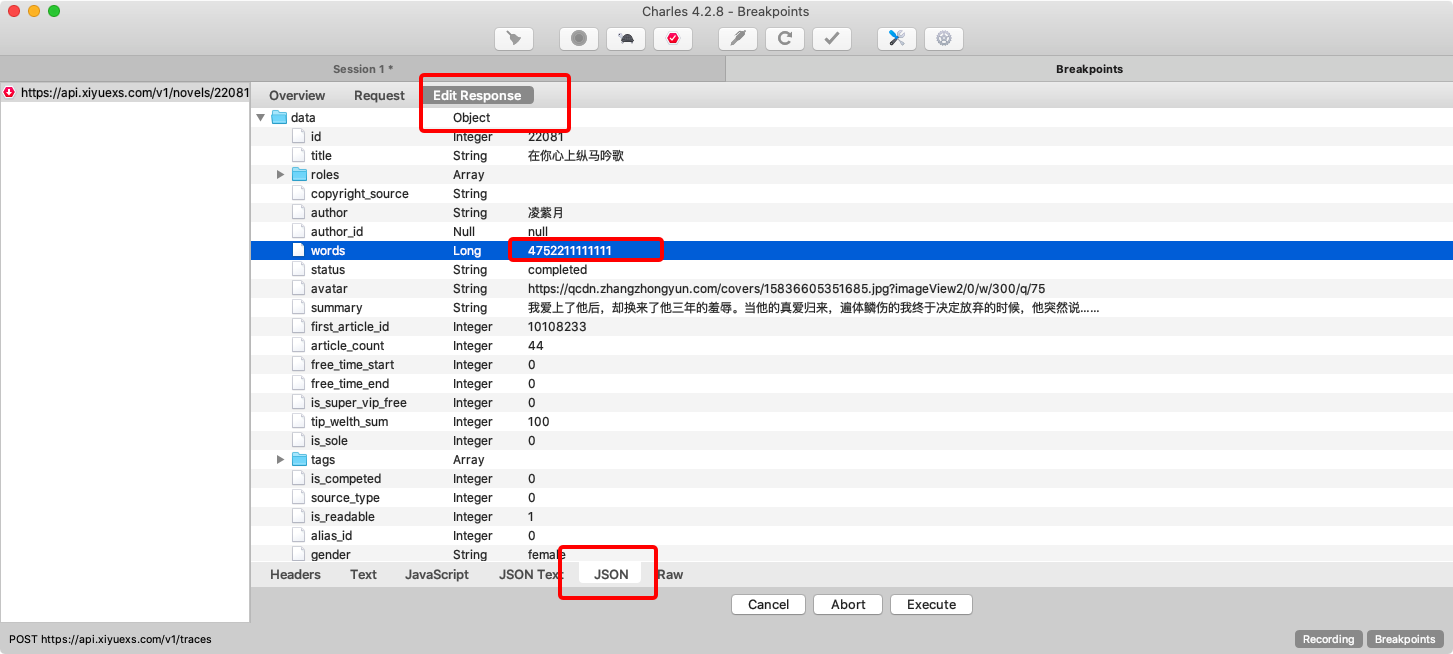 Charles 4.2.8 - Breakpoints
Session 1 *
Breakpoints
https://api.xiyuexs.com/v1/novels/22081
Overview Request Edit Response
data Object
id Integer 22081
title String 在你心上纵马吟歌
roles Array
copyright_source String
author String 凌紫月
author_id Null null
words Long 4752211111111
status String completed
avatar String https://qcdn.zhangzhongyun.com/covers/15836605351685.jpg?imageView2/0/w/300/q/75
summary String 我爱上了他后，却换来了他三年的羞辱。当他的真爱归来，遍体鳞伤的我终于决定放弃的时候，他突然说……
first_article_id Integer 10108233
article_count Integer 44
free_time_start Integer 0
free_time_end Integer 0
is_super_vip_free Integer 0
tip_welth_sum Integer 100
is_sole Integer 0
tags Array
is_competed Integer 0
source_type Integer 0
is_readable Integer 1
alias_id Integer 0
gender String female
Headers Text JavaScript JSON Text JSON Raw
Cancel Abort Execute
POST https://api.xiyuexs.com/v1/traces
Recording Breakpoints